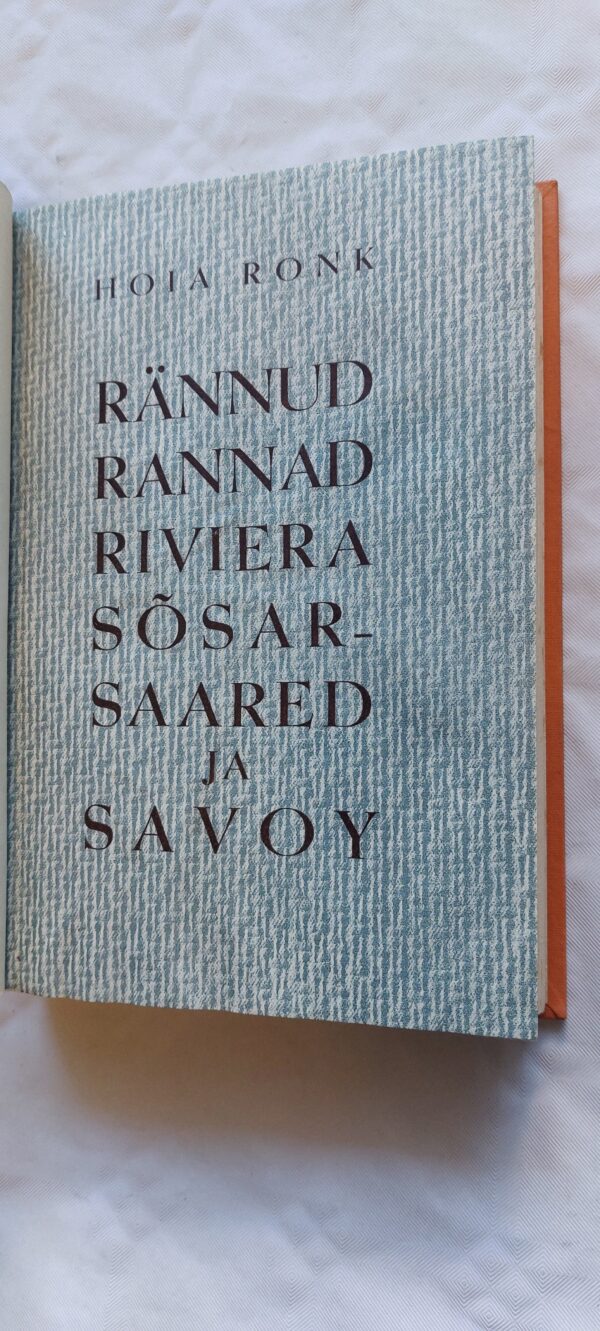 HOIA RONK
RÄNNUD
RANNAD
RIVIERA
SÕSAR-
SAARED
JA
SAVOY